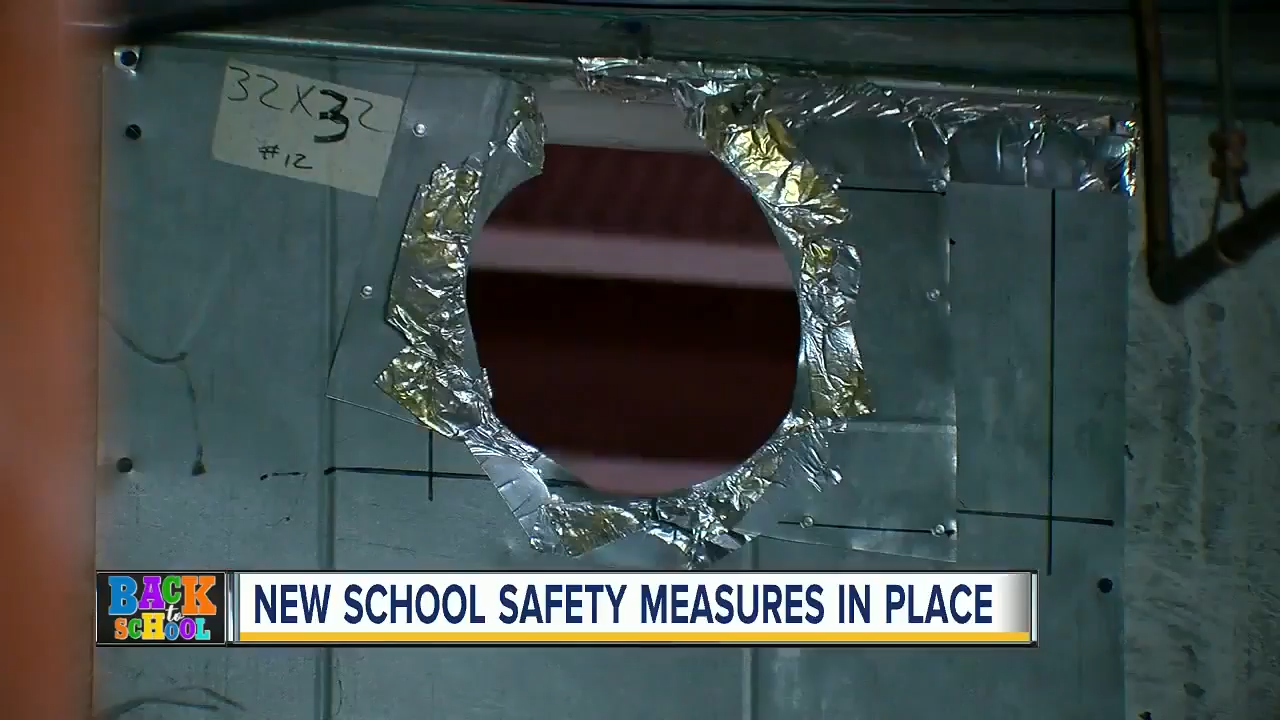 32X32
#12
BACK
to
SCHOOL
NEW SCHOOL SAFETY MEASURES IN PLACE